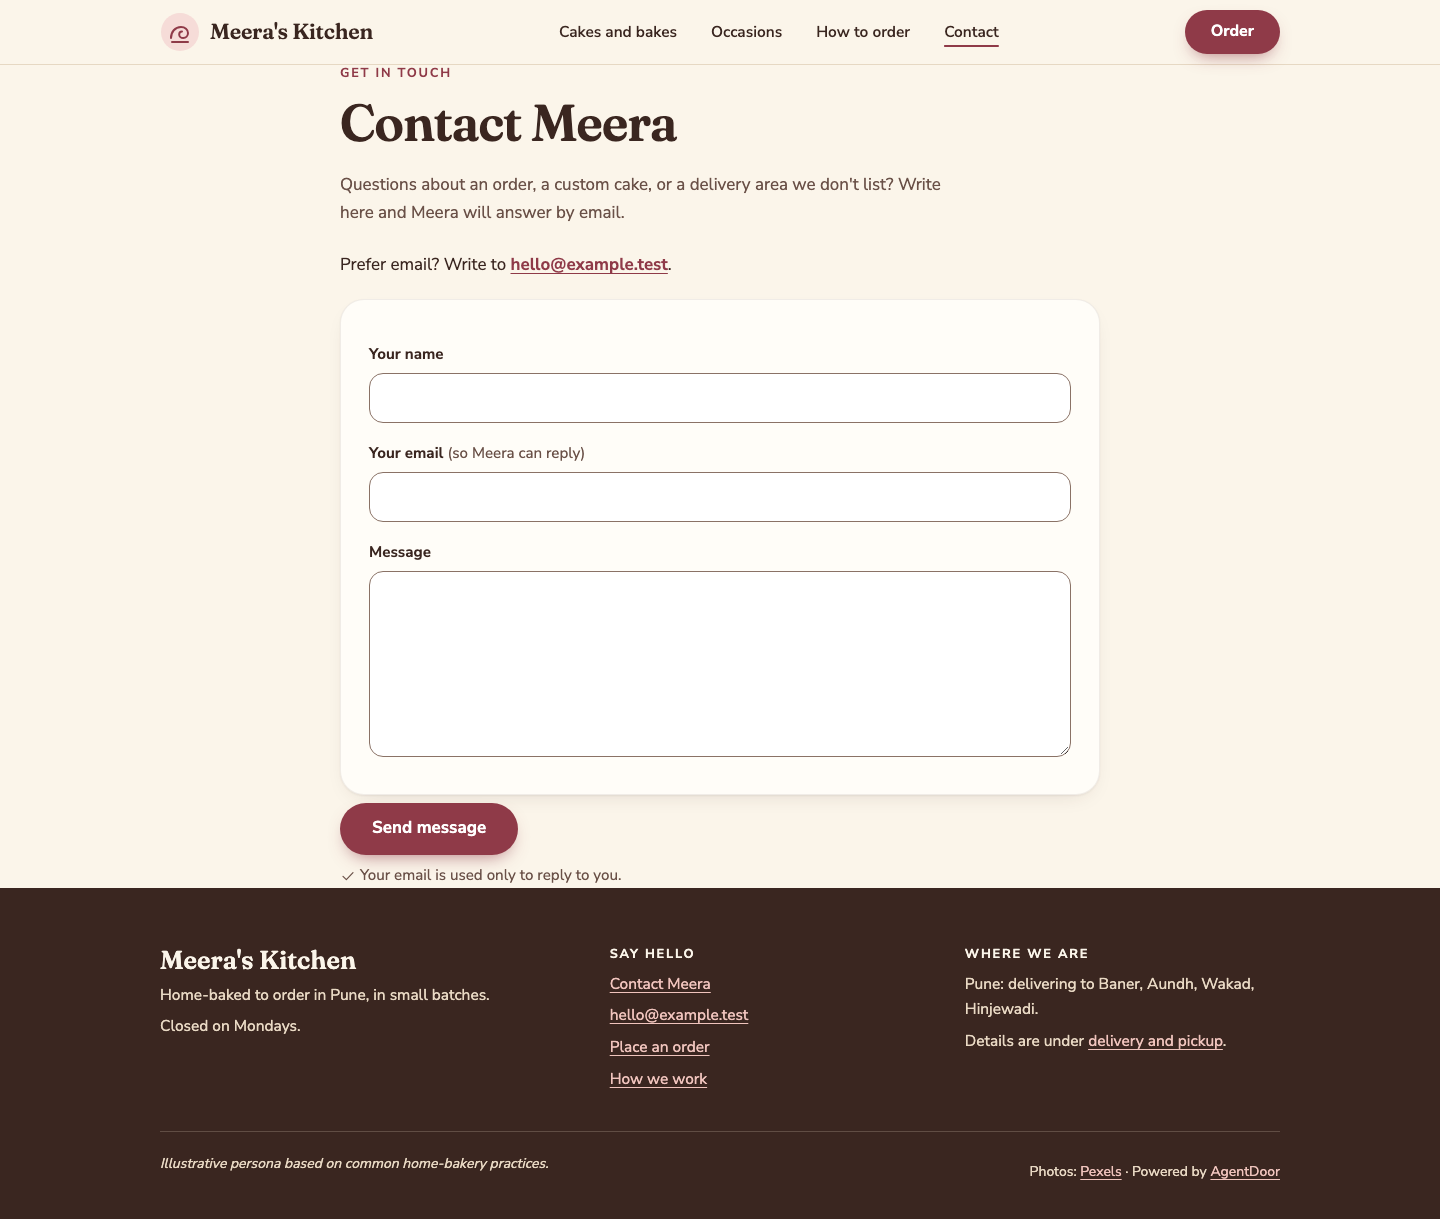 Meera's Kitchen
Cakes and bakes
Occasions
How to order
Contact
Order
GET IN TOUCH
Contact Meera
Questions about an order, a custom cake, or a delivery area we don't list? Write
here and Meera will answer by email.
Prefer email? Write to hello@example.test.
Your name
Your email (so Meera can reply)
Message
Send message
Your email is used only to reply to you.
Meera's Kitchen
Home-baked to order in Pune, in small batches.
Closed on Mondays.
SAY HELLO
Contact Meera
hello@example.test
Place an order
How we work
WHERE WE ARE
Pune: delivering to Baner, Aundh, Wakad,
Hinjewadi.
Details are under delivery and pickup.
Illustrative persona based on common home-bakery practices.
Photos: Pexels · Powered by AgentDoor